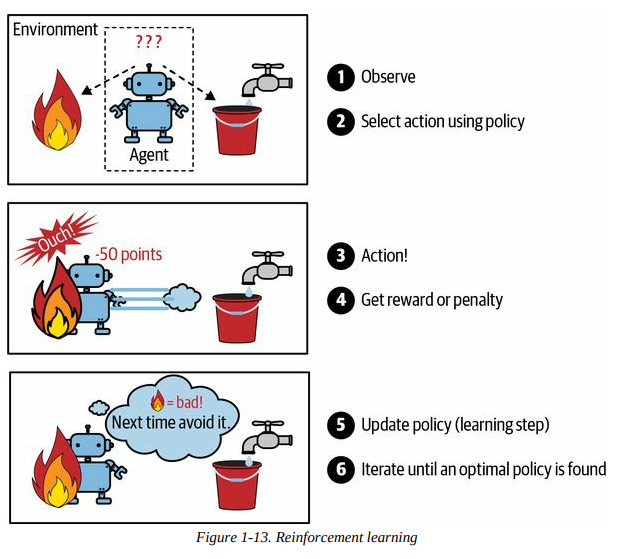 Environment
???
Agent
1 Observe
2 Select action using policy
Ouch!
-50 points
3 Action!
4 Get reward or penalty
= bad!
Next time avoid it.
5 Update policy (learning step)
6 Iterate until an optimal policy is found
Figure 1-13. Reinforcement learning